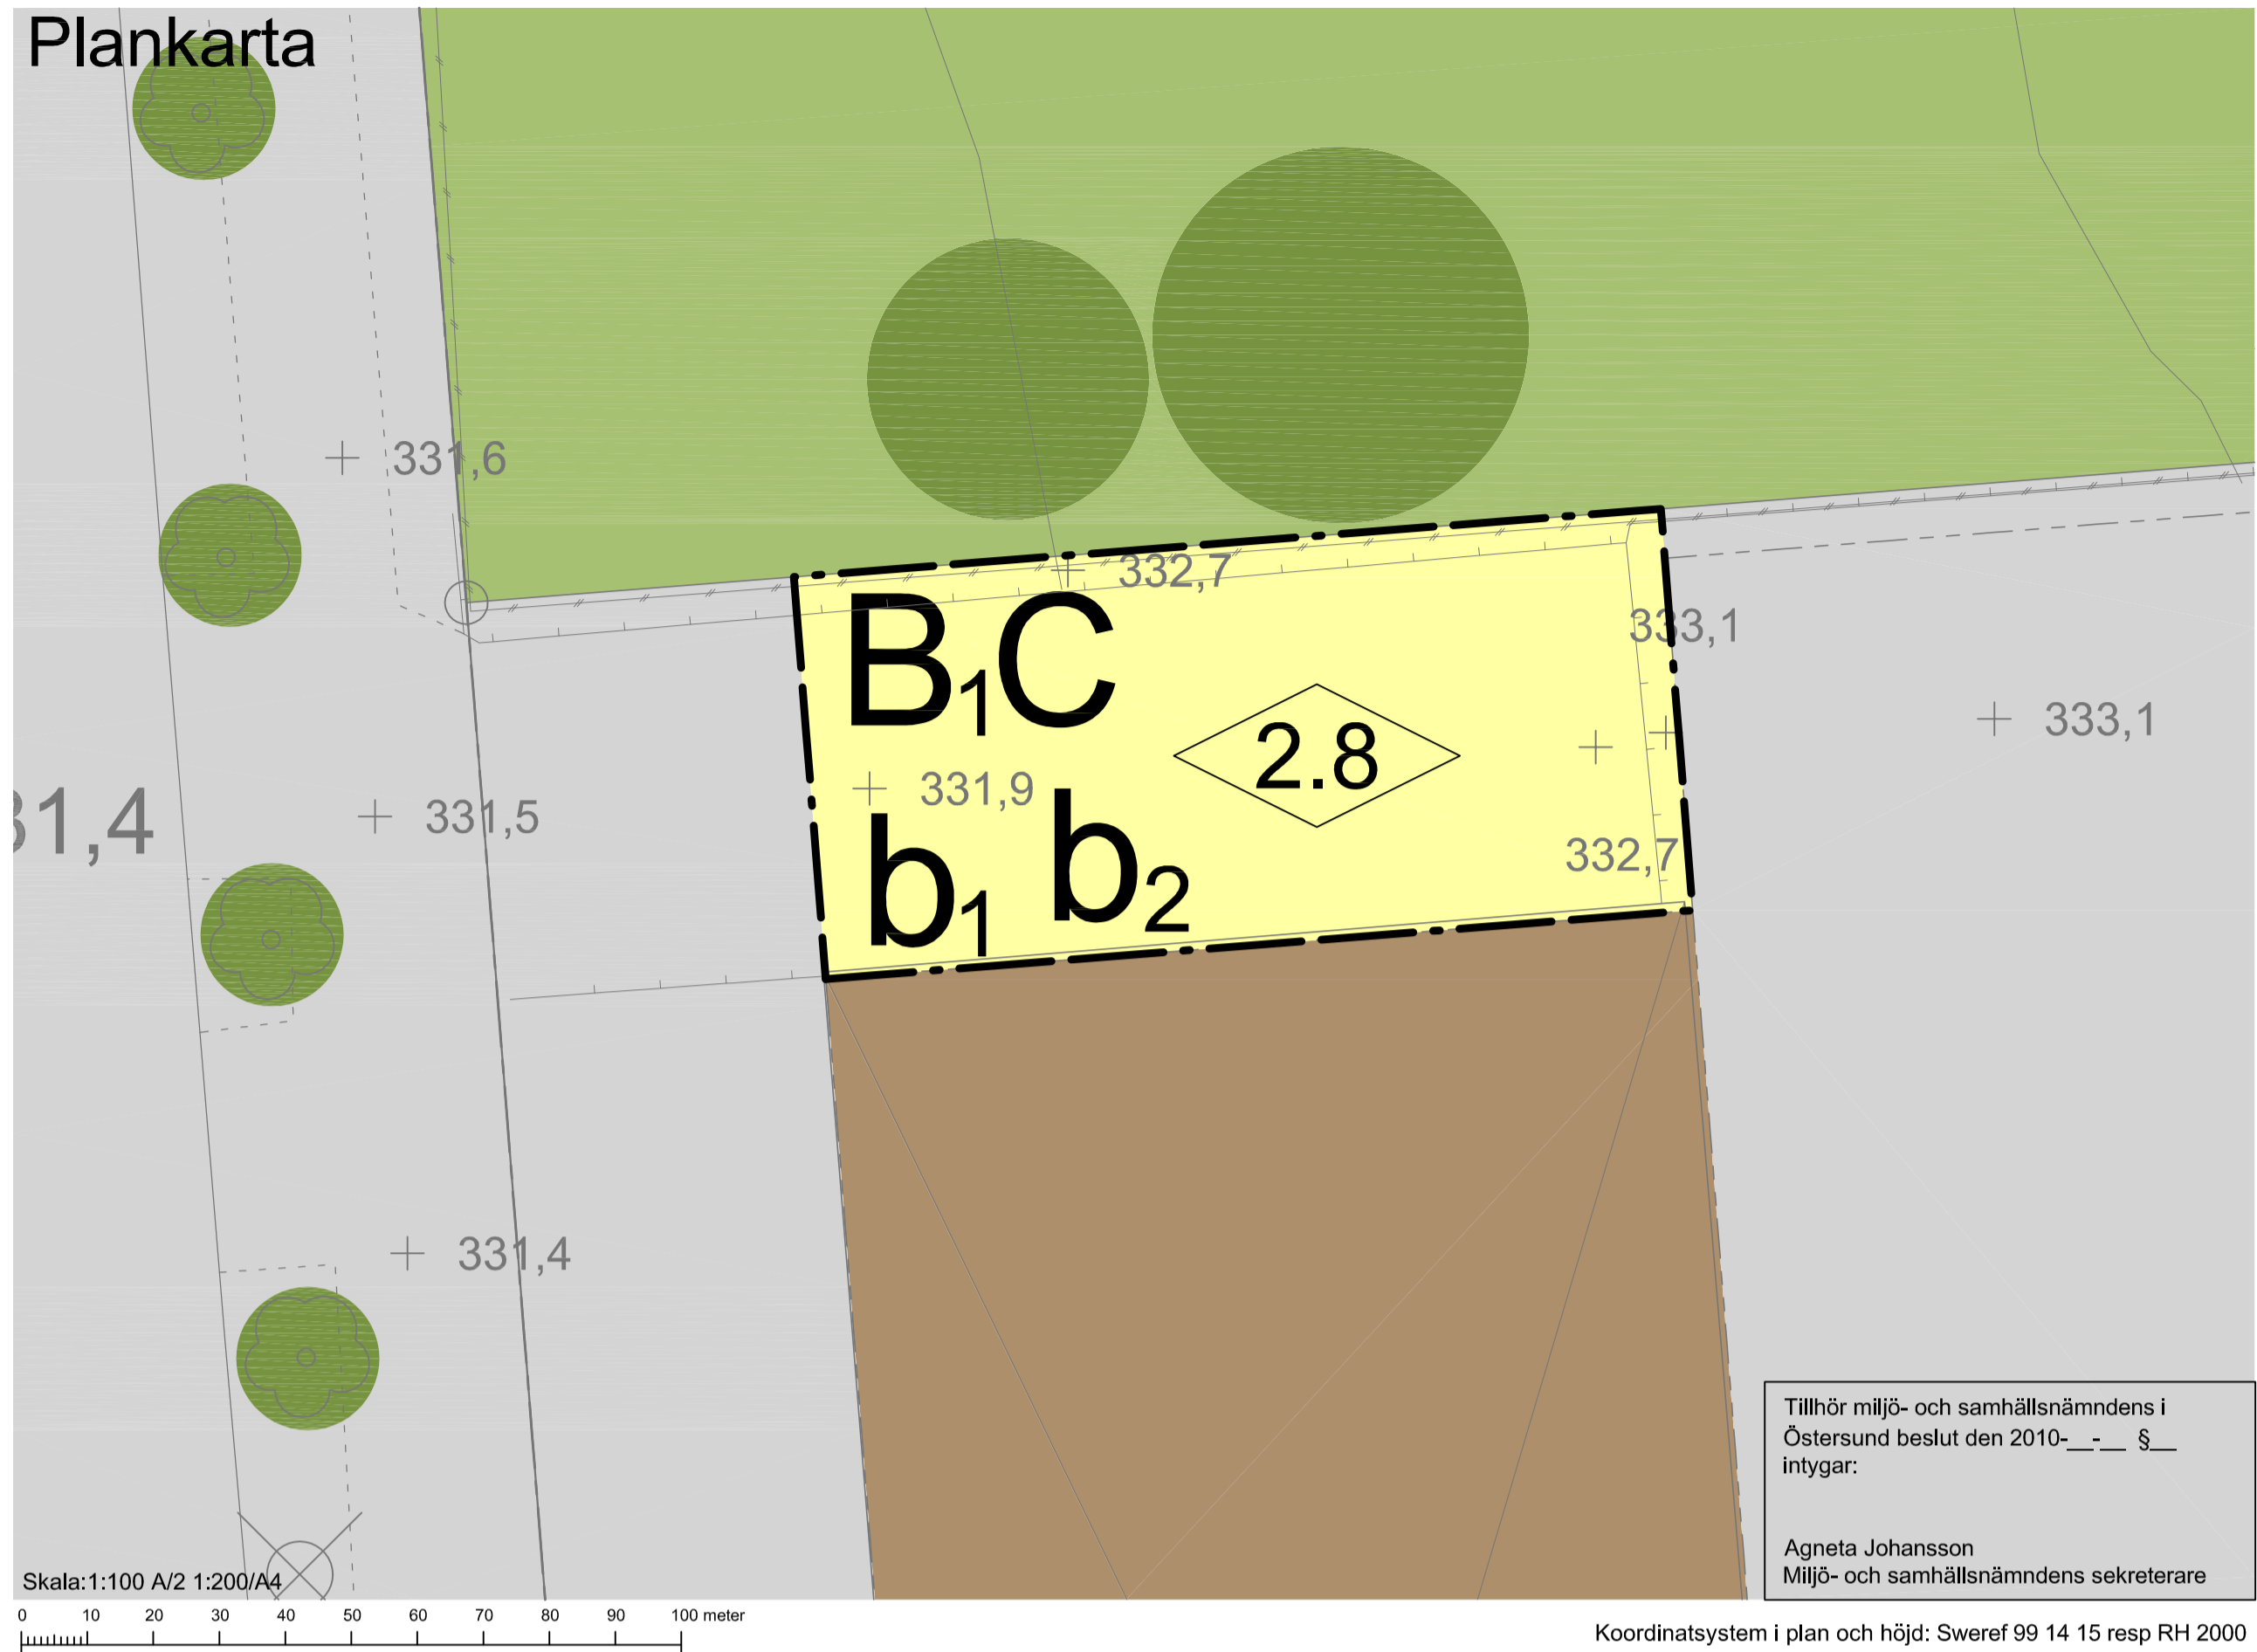 Plankarta
331,6
332,7
333,1
B1C
2.8
333,1
331,9
31,4
331,5
332,7
b1 b2
331,4
Tillhör miljö- och samhällsnämndens i
Östersund beslut den 2010-__-__ §__
intygar:
Agneta Johansson
Miljö- och samhällsnämndens sekreterare
Skala:1:100 A/2 1:200/A4
0 10 20 30 40 50 60 70 80 90 100 meter
Koordinatsystem i plan och höjd: Sweref 99 14 15 resp RH 2000